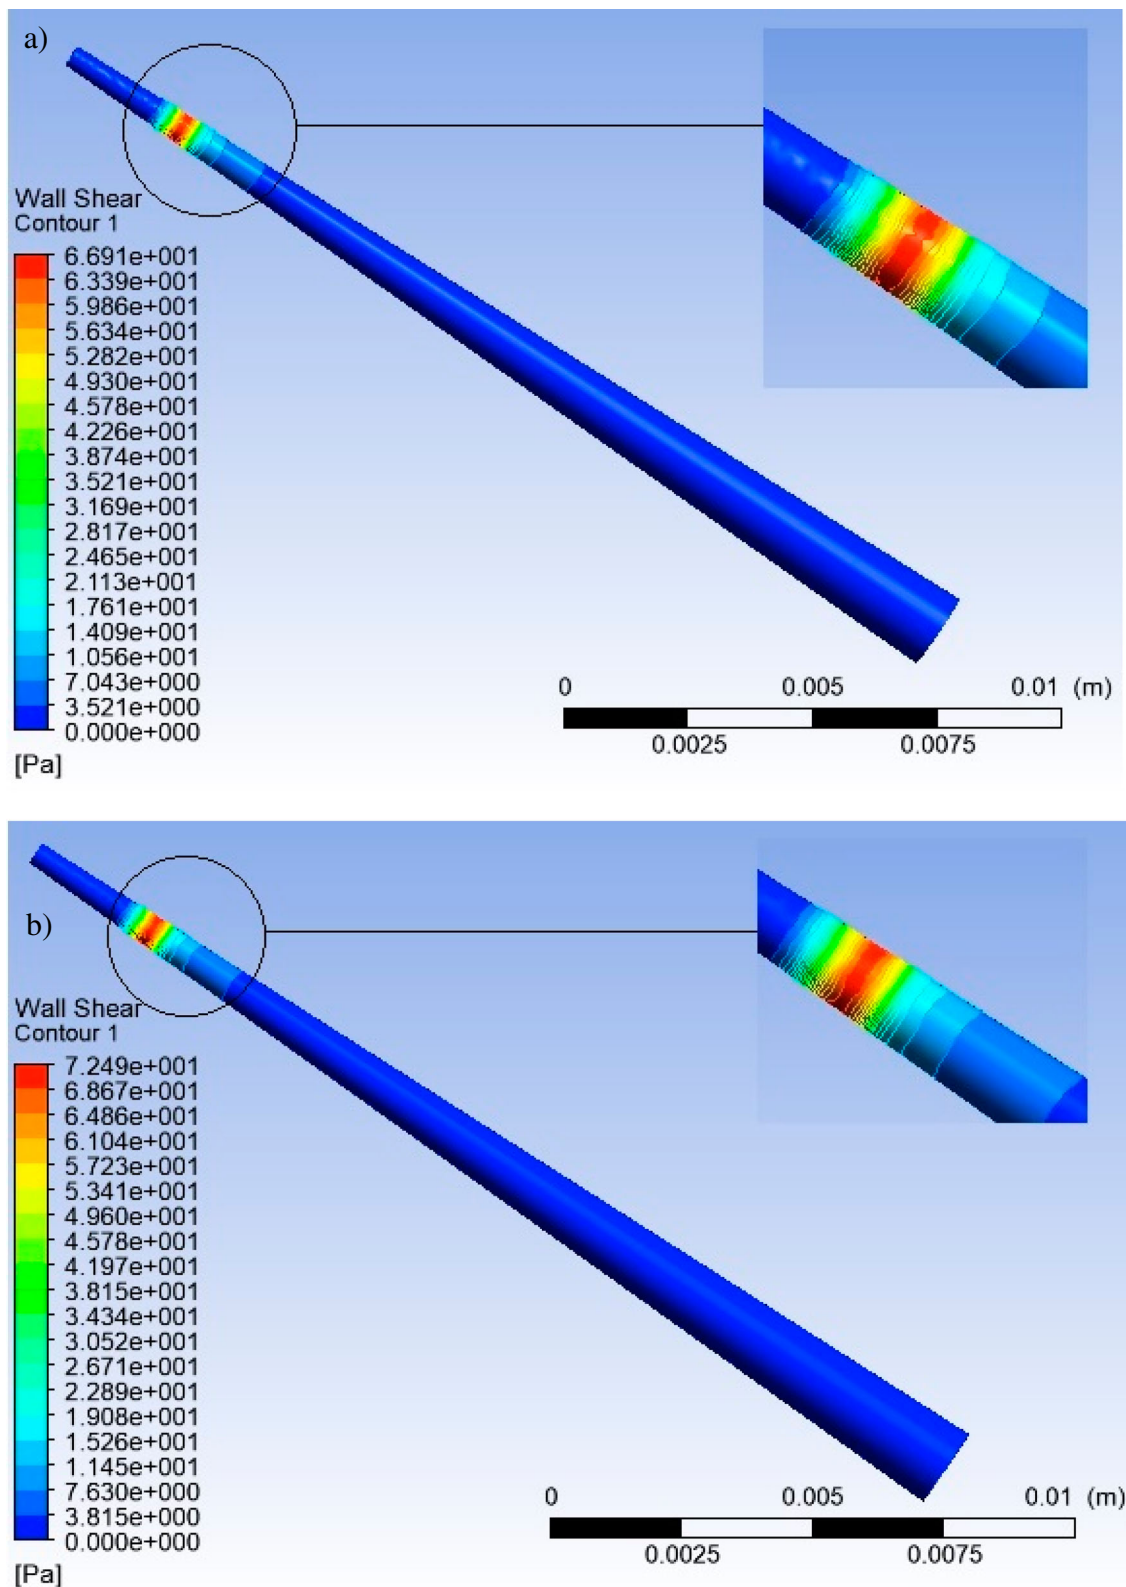 a)
Wall Shear
Contour 1
6.691e+001
6.339e+001
5.986e+001
5.634e+001
5.282e+001
4.930e+001
4.578e+001
4.226e+001
3.874e+001
3.521e+001
3.169e+001
2.817e+001
2.465e+001
2.113e+001
1.761e+001
1.409e+001
1.056e+001
7.043e+000
3.521e+000
0.000e+000
[Pa]
0 0.005 0.01 (m)
0.0025 0.0075
b)
Wall Shear
Contour 1
7.249e+001
6.867e+001
6.486e+001
6.104e+001
5.723e+001
5.341e+001
4.960e+001
4.578e+001
4.197e+001
3.815e+001
3.434e+001
3.052e+001
2.671e+001
2.289e+001
1.908e+001
1.526e+001
1.145e+001
7.630e+000
3.815e+000
0.000e+000
[Pa]
0 0.005 0.01 (m)
0.0025 0.0075